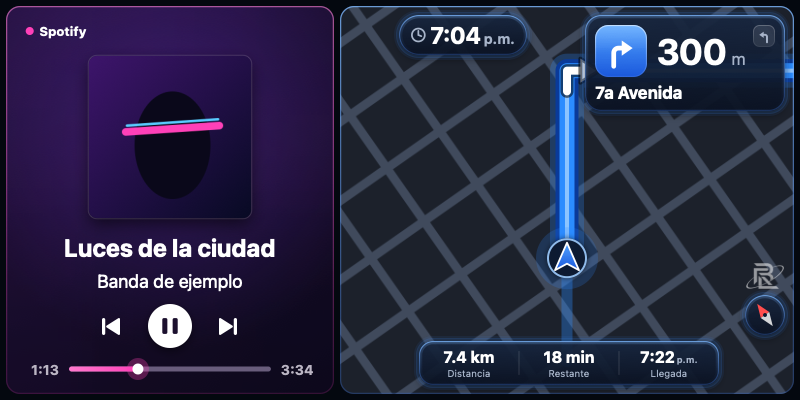 Spotify
Luces de la ciudad
Banda de ejemplo
1:13
3:34
7:04 p.m.
300 m
7a Avenida
7.4 km
Distancia
18 min
Restante
7:22 p.m.
Llegada